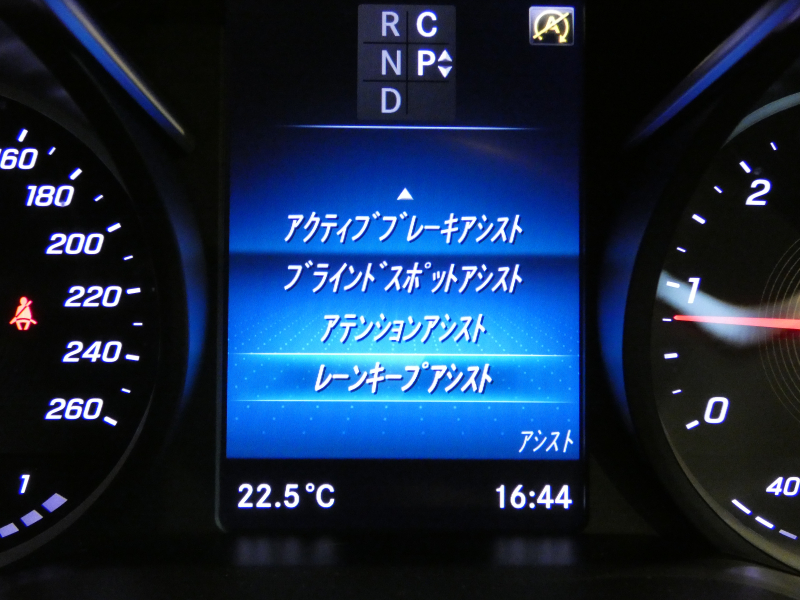 R C
N P
D
A
アクティブブレーキアシスト
ブラインドスポットアシスト
アテンションアシスト
レーンキープアシスト
アシスト
22.5°C
16:44
160
180
200
220
240
260
1
2
1
0
40